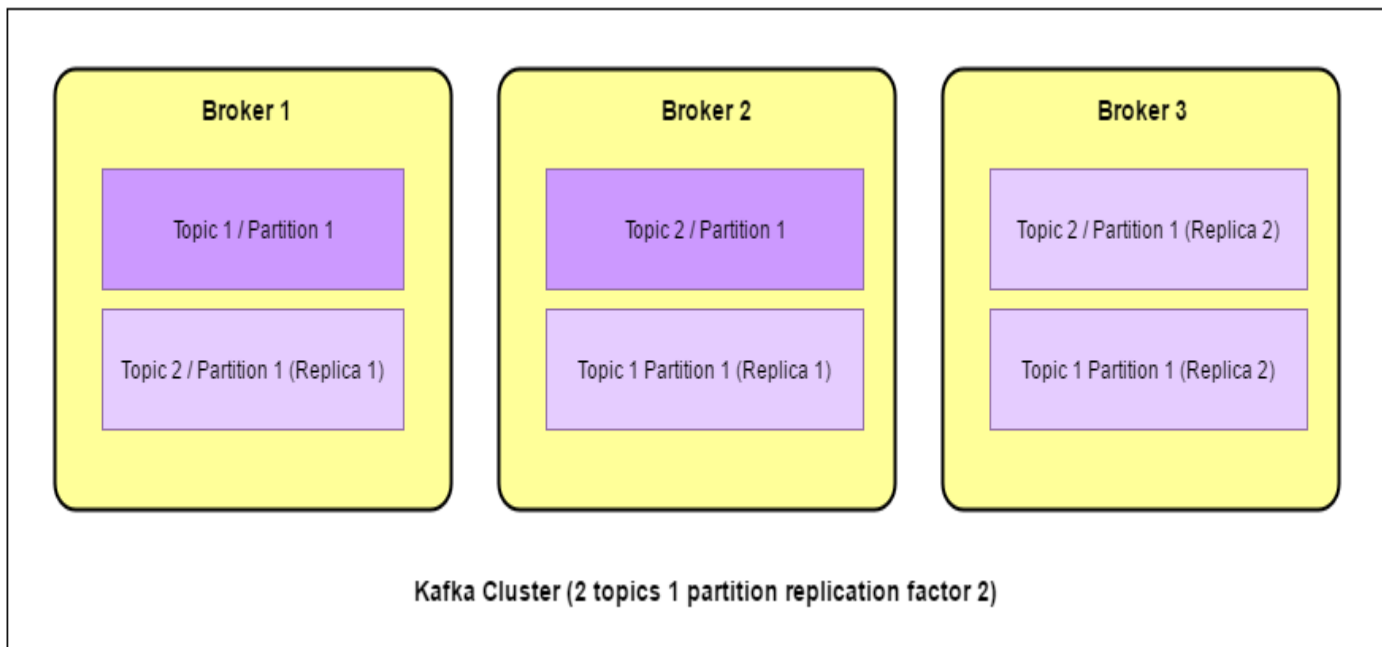 Broker 1
Topic 1 / Partition 1
Topic 2 / Partition 1 (Replica 1)
Broker 2
Topic 2 / Partition 1
Topic 1 Partition 1 (Replica 1)
Broker 3
Topic 2 / Partition 1 (Replica 2)
Topic 1 Partition 1 (Replica 2)
Kafka Cluster (2 topics 1 partition replication factor 2)